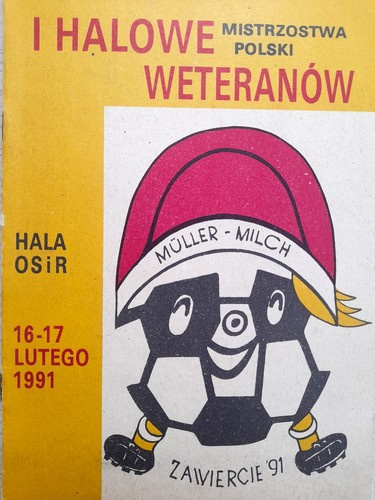 I HALOWE MISTRZOSTWA
POLSKI
WETERANÓW
MÜLLER - MILCH
HALA
OSiR
16-17
LUTEGO
1991
ZAWIERCIE '91